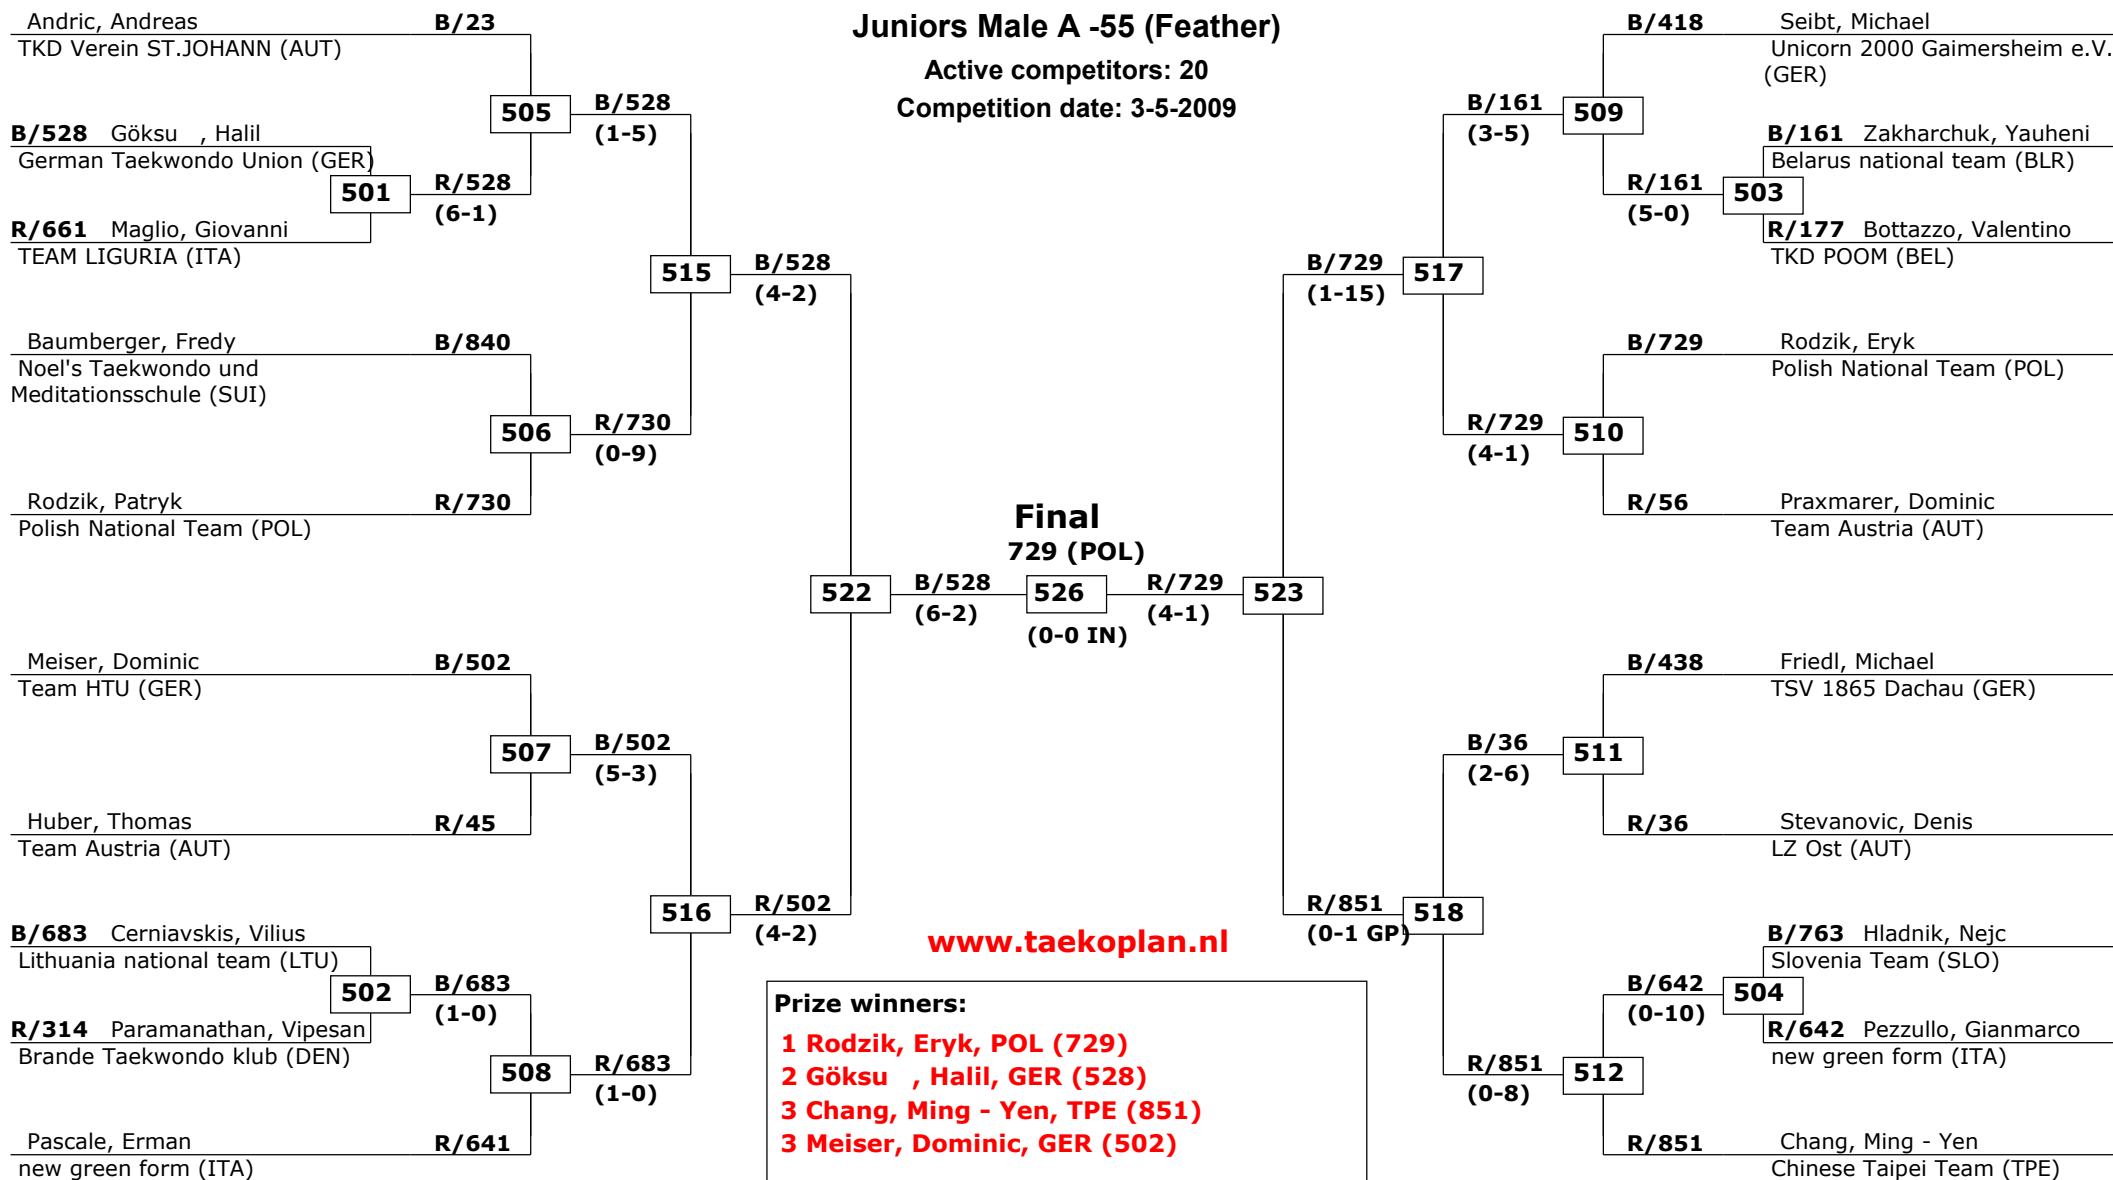 Juniors Male A -55 (Feather)
Active competitors: 20
Competition date: 3-5-2009
Andric, Andreas B/23
TKD Verein ST.JOHANN (AUT)
505
B/528
(1-5)
B/528 Göksu , Halil
German Taekwondo Union (GER)
501
R/528
(6-1)
R/661 Maglio, Giovanni
TEAM LIGURIA (ITA)
515
B/528
(4-2)
Baumberger, Fredy B/840
Noel's Taekwondo und
Meditationsschule (SUI)
506
R/730
(0-9)
Rodzik, Patryk R/730
Polish National Team (POL)
522
B/528
(6-2)
Meiser, Dominic B/502
Team HTU (GER)
507
B/502
(5-3)
Huber, Thomas R/45
Team Austria (AUT)
516
R/502
(4-2)
B/683 Cerniavskis, Vilius
Lithuania national team (LTU)
502
B/683
(1-0)
R/314 Paramanathan, Vipesan
Brande Taekwondo klub (DEN)
508
R/683
(1-0)
Pascale, Erman R/641
new green form (ITA)
Final
729 (POL)
526
(0-0 IN)
B/418 Seibt, Michael
Unicorn 2000 Gaimersheim e.V.
(GER)
B/161
(3-5)
509
B/161 Zakharchuk, Yauheni
Belarus national team (BLR)
R/161
(5-0)
503
R/177 Bottazzo, Valentino
TKD POOM (BEL)
B/729
(1-15)
517
B/729 Rodzik, Eryk
Polish National Team (POL)
R/729
(4-1)
510
R/56 Praxmarer, Dominic
Team Austria (AUT)
R/729
(4-1)
523
B/438 Friedl, Michael
TSV 1865 Dachau (GER)
B/36
(2-6)
511
R/36 Stevanovic, Denis
LZ Ost (AUT)
R/851
(0-1 GP)
518
B/763 Hladnik, Nejc
Slovenia Team (SLO)
B/642
(0-10)
504
R/642 Pezzullo, Gianmarco
new green form (ITA)
R/851
(0-8)
512
R/851 Chang, Ming - Yen
Chinese Taipei Team (TPE)
www.taekoplan.nl
Prize winners:
1 Rodzik, Eryk, POL (729)
2 Göksu , Halil, GER (528)
3 Chang, Ming - Yen, TPE (851)
3 Meiser, Dominic, GER (502)